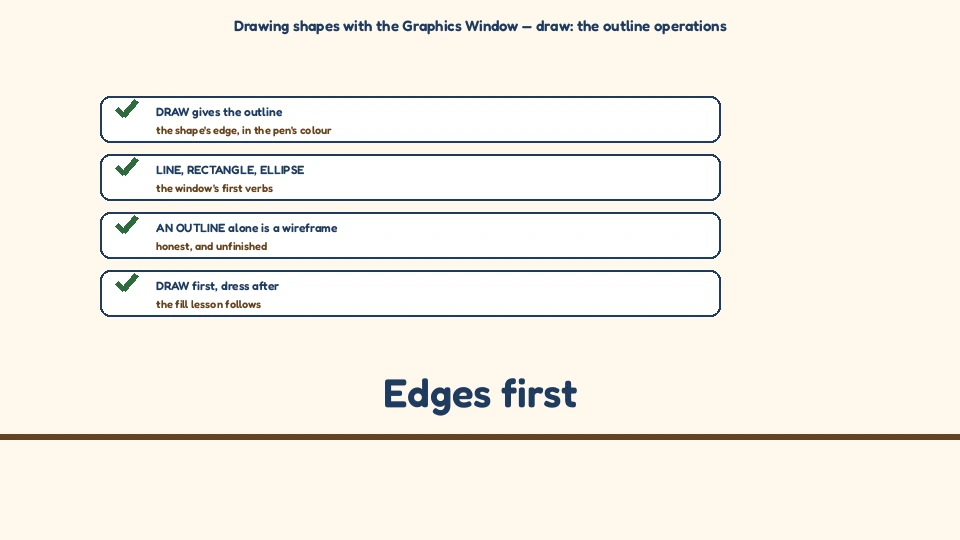 Drawing shapes with the Graphics Window — draw: the outline operations
DRAW gives the outline
the shape's edge, in the pen's colour
LINE, RECTANGLE, ELLIPSE
the window's first verbs
AN OUTLINE alone is a wireframe
honest, and unfinished
DRAW first, dress after
the fill lesson follows
Edges first